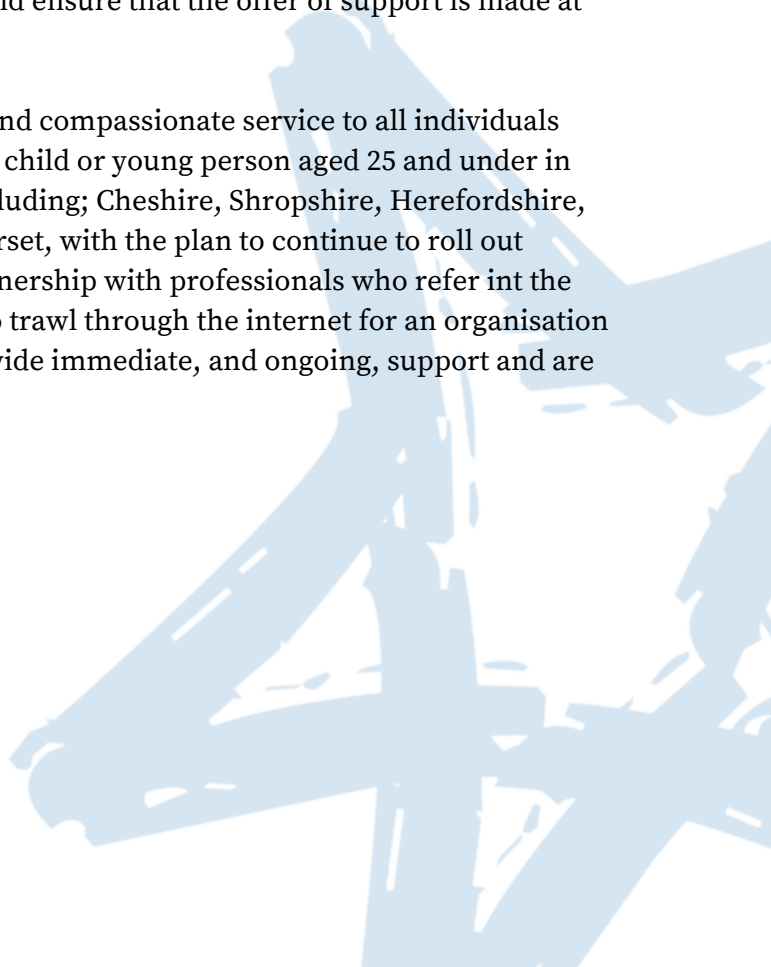 nd ensure that the offer of support is made at
nd compassionate service to all individuals
child or young person aged 25 and under in
luding; Cheshire, Shropshire, Herefordshire,
rset, with the plan to continue to roll out
nership with professionals who refer int the
o trawl through the internet for an organisation
vide immediate, and ongoing, support and are